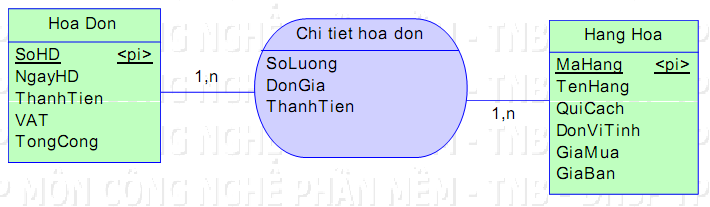 Hoa Don
SoHD <pi>
NgayHD
ThanhTien
VAT
TongCong
1,n
Chi tiet hoa don
SoLuong
DonGia
ThanhTien
1,n
Hang Hoa
MaHang <pi>
TenHang
QuiCach
DonViTinh
GiaMua
GiaBan